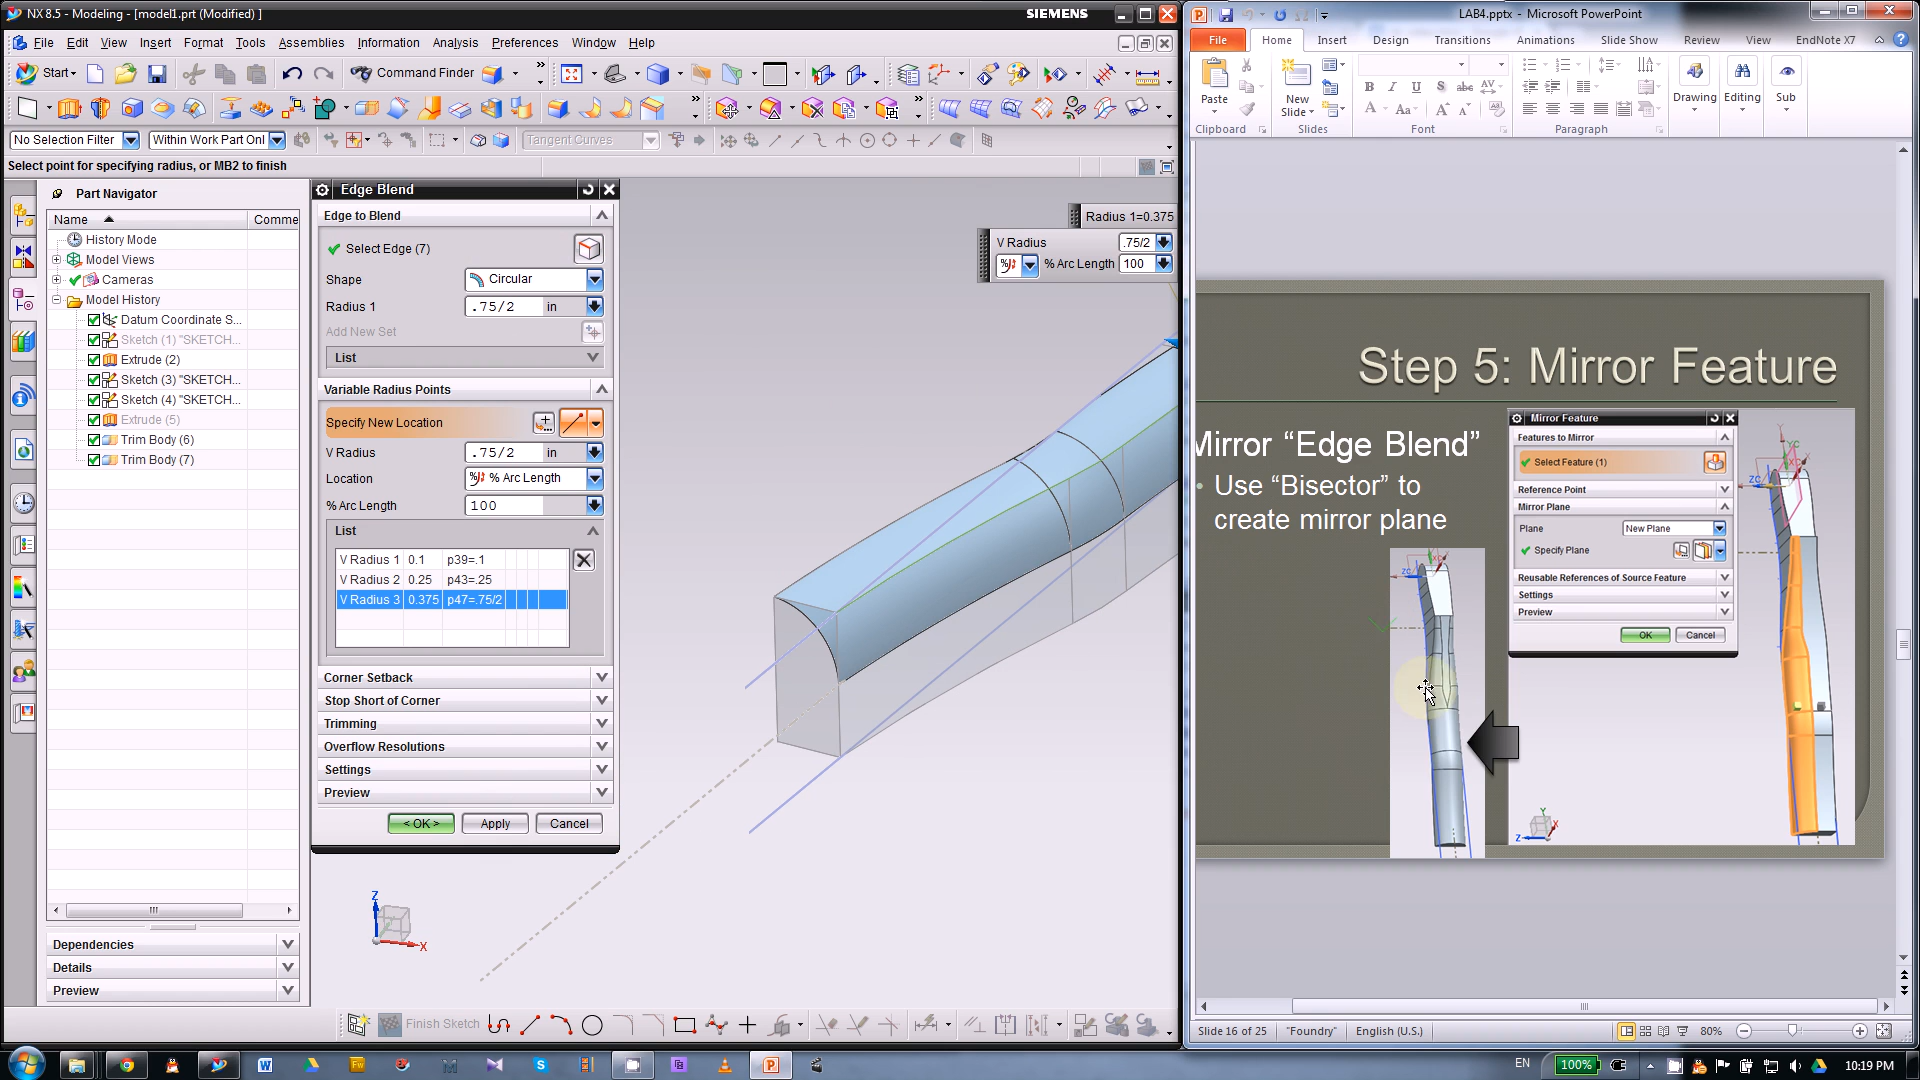 NX 8.5 - Modeling - [model1.prt (Modified) ]
SIEMENS
File Edit View Insert Format Tools Assemblies Information Analysis Preferences Window Help
Start
Command Finder
No Selection Filter
Within Work Part Onl
Tangent Curves
Select point for specifying radius, or MB2 to finish
Part Navigator
Name
Comme
History Mode
Model Views
Cameras
Model History
Datum Coordinate S...
Sketch (1) "SKETCH...
Extrude (2)
Sketch (3) "SKETCH...
Sketch (4) "SKETCH...
Extrude (5)
Trim Body (6)
Trim Body (7)
Dependencies
Details
Preview
Edge Blend
Edge to Blend
Select Edge (7)
Shape
Circular
Radius 1
.75/2
in
Add New Set
List
Variable Radius Points
Specify New Location
V Radius
.75/2
in
Location
% Arc Length
% Arc Length
100
List
V Radius 1 0.1 p39=.1
V Radius 2 0.25 p43=.25
V Radius 3 0.375 p47=.75/2
Corner Setback
Stop Short of Corner
Trimming
Overflow Resolutions
Settings
Preview
< OK >
Apply
Cancel
Radius 1=0.375
V Radius
.75/2
% Arc Length
100
Z
X
Finish Sketch
LAB4.pptx - Microsoft PowerPoint
File Home Insert Design Transitions Animations Slide Show Review View EndNote X7
Paste
New
Slide
Drawing
Editing
Sub
Clipboard
Slides
Font
Paragraph
Step 5: Mirror Feature
Mirror “Edge Blend”
• Use “Bisector” to
create mirror plane
Mirror Feature
Features to Mirror
Select Feature (1)
Reference Point
Mirror Plane
Plane
New Plane
Specify Plane
Reusable References of Source Feature
Settings
Preview
OK
Cancel
Slide 16 of 25
"Foundry"
English (U.S.)
80%
EN
100%
10:19 PM